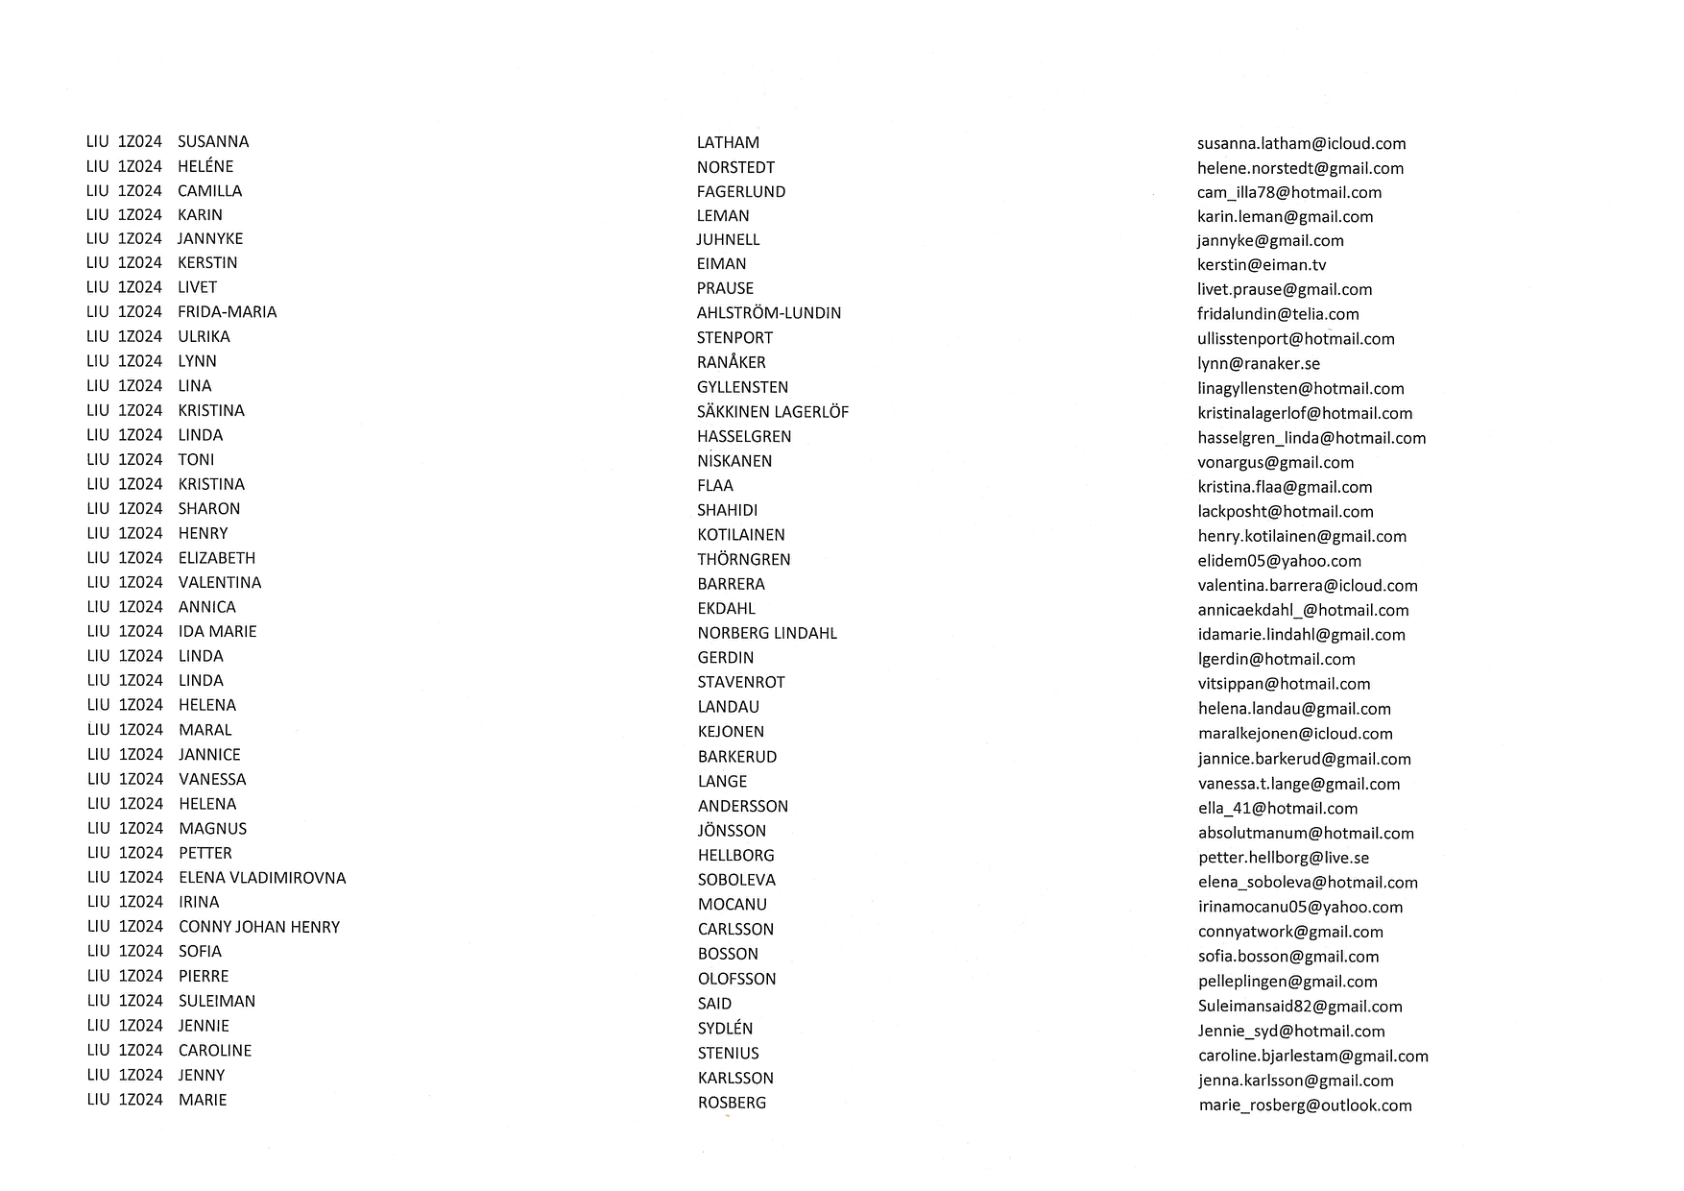 LIU 1Z024 SUSANNA LATHAM susanna.latham@icloud.com
LIU 1Z024 HELÉNE NORSTEDT helene.norstedt@gmail.com
LIU 1Z024 CAMILLA FAGERLUND cam_illa78@hotmail.com
LIU 1Z024 KARIN LEMAN karin.leman@gmail.com
LIU 1Z024 JANNYKE JUHNELL jannyke@gmail.com
LIU 1Z024 KERSTIN EIMAN kerstin@eiman.tv
LIU 1Z024 LIVET PRAUSE livet.prause@gmail.com
LIU 1Z024 FRIDA-MARIA AHLSTRÖM-LUNDIN fridalundin@telia.com
LIU 1Z024 ULRIKA STENPORT ullisstenport@hotmail.com
LIU 1Z024 LYNN RANÅKER lynn@ranaker.se
LIU 1Z024 LINA GYLLENSTEN linagyllensten@hotmail.com
LIU 1Z024 KRISTINA SÄKKINEN LAGERLÖF kristinalagerlof@hotmail.com
LIU 1Z024 LINDA HASSELGREN hasselgren_linda@hotmail.com
LIU 1Z024 TONI NISKANEN vonargus@gmail.com
LIU 1Z024 KRISTINA FLAA kristina.flaa@gmail.com
LIU 1Z024 SHARON SHAHIDI lackposht@hotmail.com
LIU 1Z024 HENRY KOTILAINEN henry.kotilainen@gmail.com
LIU 1Z024 ELIZABETH THÖRNGREN elidem05@yahoo.com
LIU 1Z024 VALENTINA BARRERA valentina.barrera@icloud.com
LIU 1Z024 ANNICA EKDAHL annicaekdahl_@hotmail.com
LIU 1Z024 IDA MARIE NORBERG LINDAHL idamarie.lindahl@gmail.com
LIU 1Z024 LINDA GERDIN lgerdin@hotmail.com
LIU 1Z024 LINDA STAVENROT vitsippan@hotmail.com
LIU 1Z024 HELENA LANDAU helena.landau@gmail.com
LIU 1Z024 MARAL KEJONEN maralkejonen@icloud.com
LIU 1Z024 JANNICE BARKERUD jannice.barkerud@gmail.com
LIU 1Z024 VANESSA LANGE vanessa.t.lange@gmail.com
LIU 1Z024 HELENA ANDERSSON ella_41@hotmail.com
LIU 1Z024 MAGNUS JÖNSSON absolutmanum@hotmail.com
LIU 1Z024 PETTER HELLBORG petter.hellborg@live.se
LIU 1Z024 ELENA VLADIMIROVNA SOBOLEVA elena_soboleva@hotmail.com
LIU 1Z024 IRINA MOCANU irinamocanu05@yahoo.com
LIU 1Z024 CONNY JOHAN HENRY CARLSSON connyatwork@gmail.com
LIU 1Z024 SOFIA BOSSON sofia.bosson@gmail.com
LIU 1Z024 PIERRE OLOFSSON pelleplingen@gmail.com
LIU 1Z024 SULEIMAN SAID Suleimansaid82@gmail.com
LIU 1Z024 JENNIE SYDLÉN Jennie_syd@hotmail.com
LIU 1Z024 CAROLINE STENIUS caroline.bjarlestam@gmail.com
LIU 1Z024 JENNY KARLSSON jenna.karlsson@gmail.com
LIU 1Z024 MARIE ROSBERG marie_rosberg@outlook.com